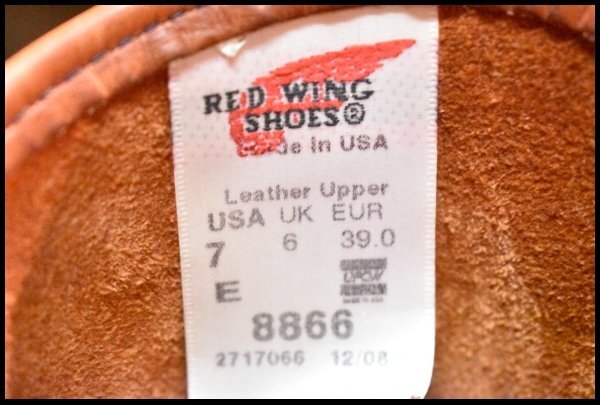 RED WING
SHOES®
Made In USA
Leather Upper
USA UK EUR
7 6 39.0
E
8866
2717066 12/08